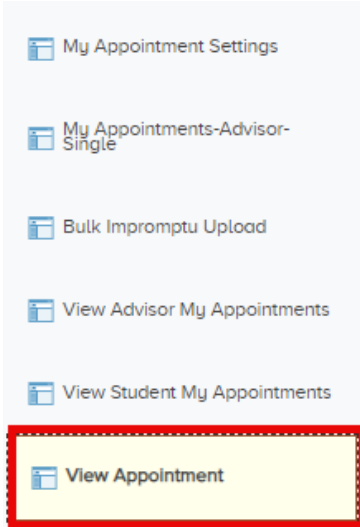 My Appointment Settings
My Appointments-Advisor-
Single
Bulk Impromptu Upload
View Advisor My Appointments
View Student My Appointments
View Appointment